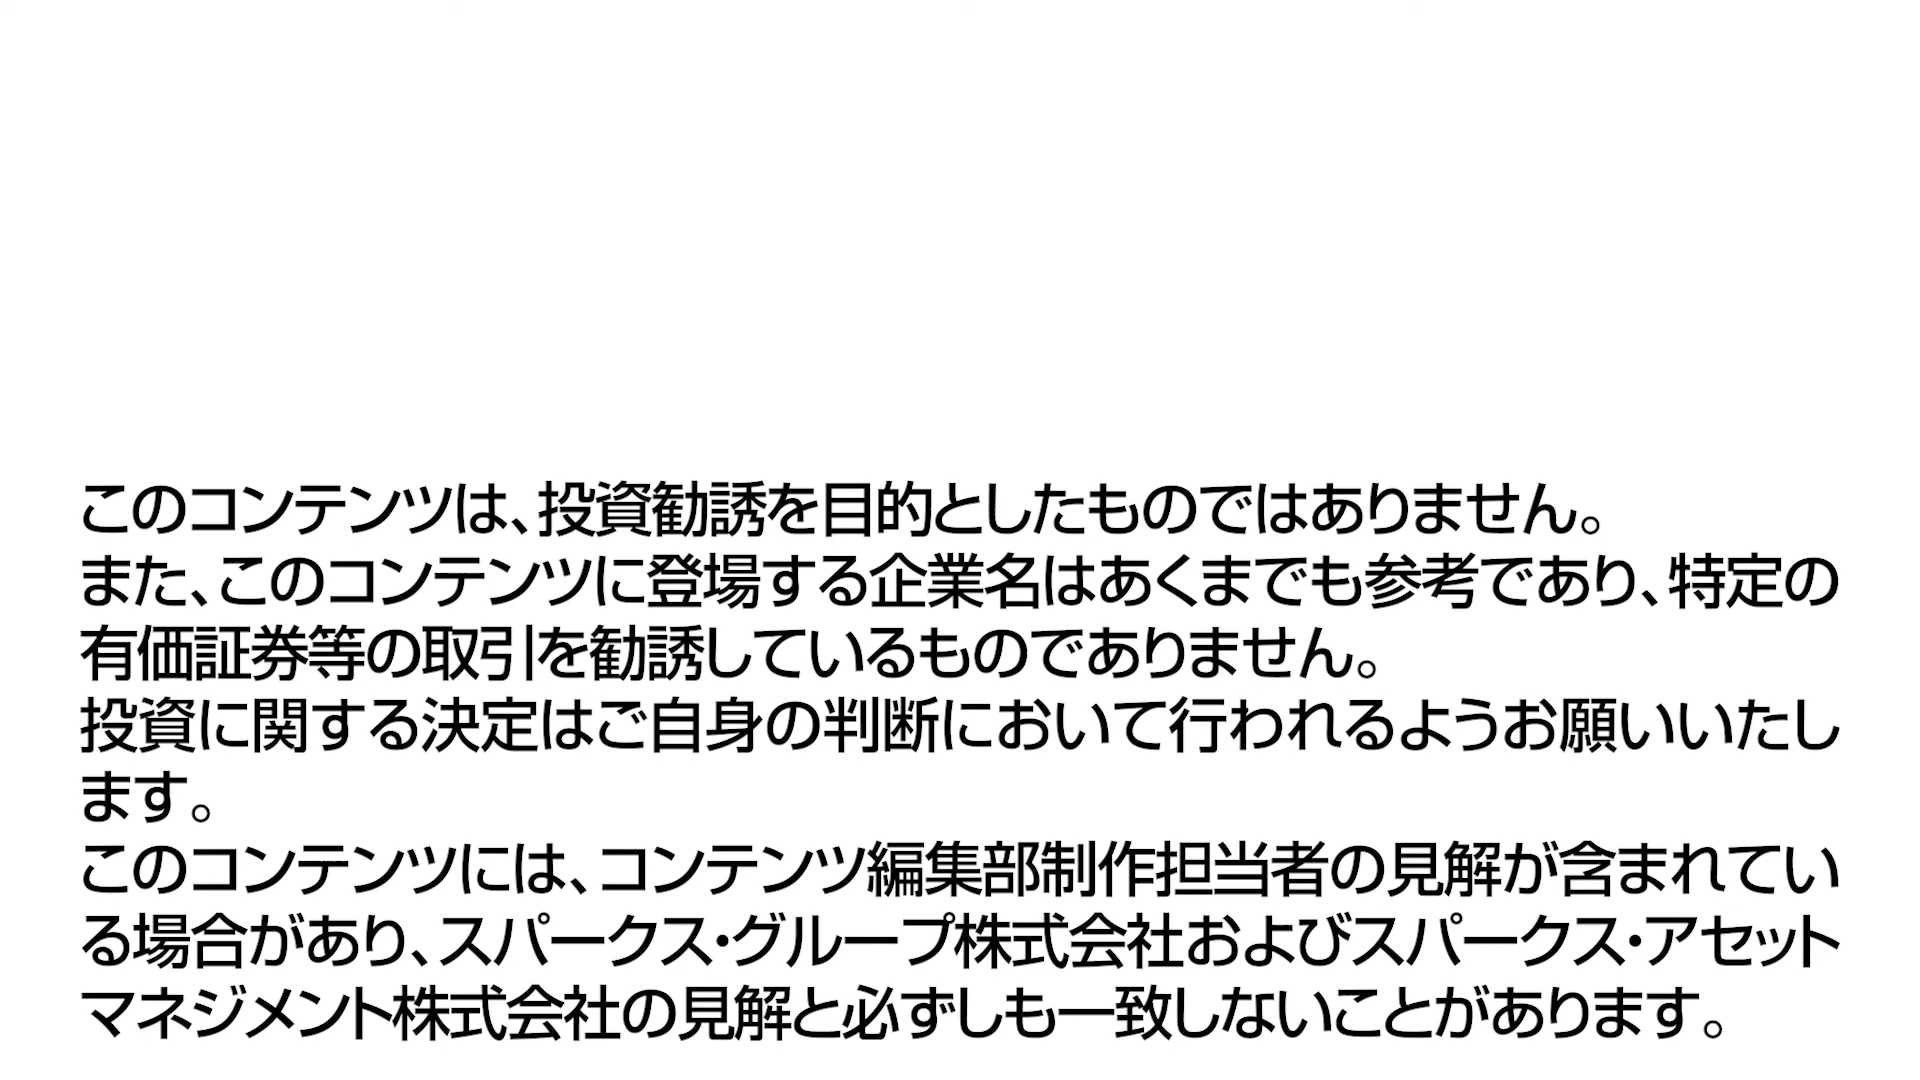 このコンテンツは、投資勧誘を目的としたものではありません。
また、このコンテンツに登場する企業名はあくまでも参考であり、特定の
有価証券等の取引を勧誘しているものでありません。
投資に関する決定はご自身の判断において行われるようお願いいたし
ます。
このコンテンツには、コンテンツ編集部制作担当者の見解が含まれてい
る場合があり、スパークス・グループ株式会社およびスパークス・アセット
マネジメント株式会社の見解と必ずしも一致しないことがあります。